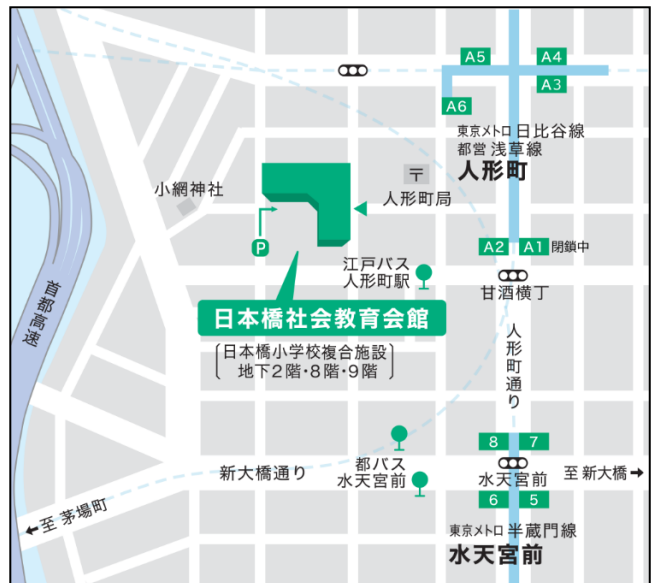 A5
A4
A3
A6
東京メトロ 日比谷線
都営 浅草線
人形町
〒
人形町局
小網神社
P
A2
A1 閉鎖中
江戸バス
人形町駅
甘酒横丁
首都高速
日本橋社会教育会館
日本橋小学校複合施設
地下2階・8階・9階
人形町通り
8
7
都バス
水天宮前
新大橋通り
水天宮前
至 新大橋→
6
5
←至 茅場町
東京メトロ 半蔵門線
水天宮前